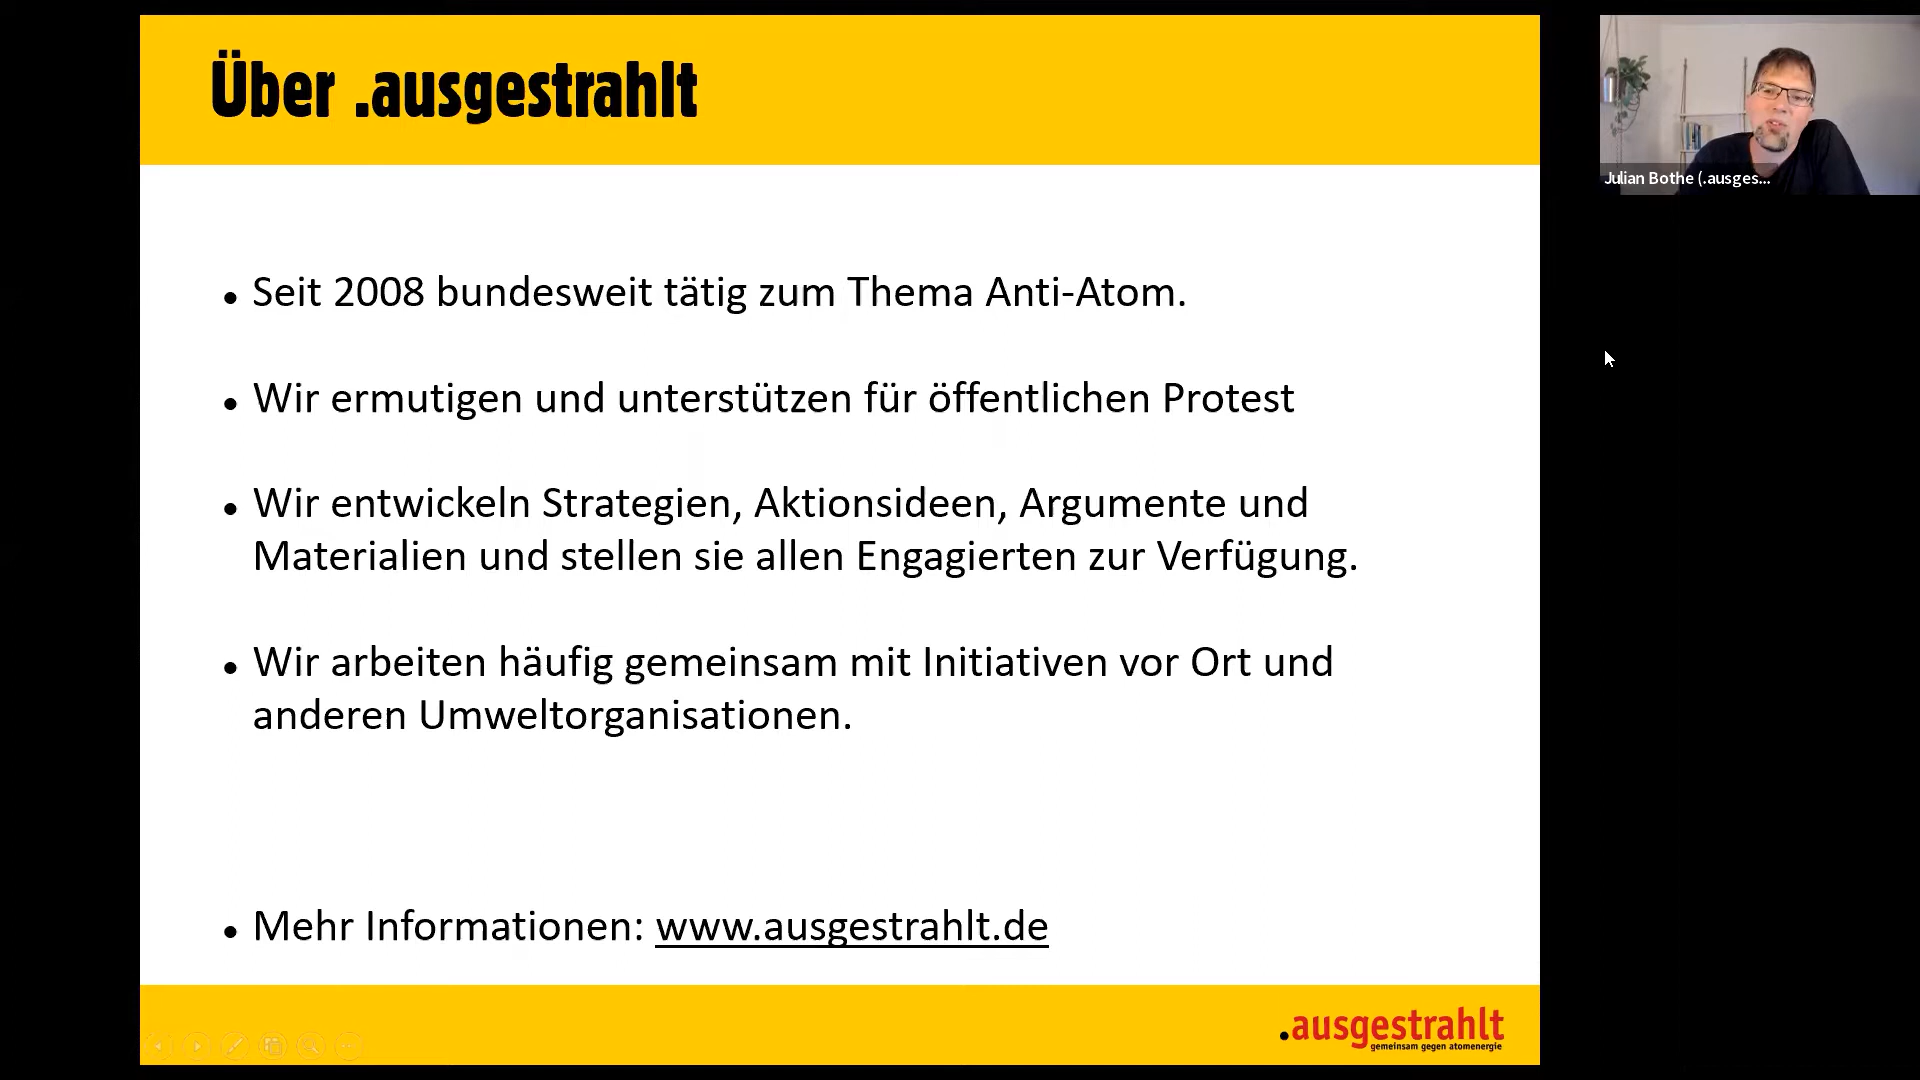 Über .ausgestrahlt
Julian Bothe (.ausges...
• Seit 2008 bundesweit tätig zum Thema Anti-Atom.
• Wir ermutigen und unterstützen für öffentlichen Protest
• Wir entwickeln Strategien, Aktionsideen, Argumente und
Materialien und stellen sie allen Engagierten zur Verfügung.
• Wir arbeiten häufig gemeinsam mit Initiativen vor Ort und
anderen Umweltorganisationen.
• Mehr Informationen: www.ausgestrahlt.de
.ausgestrahlt
gemeinsam gegen atomenergie